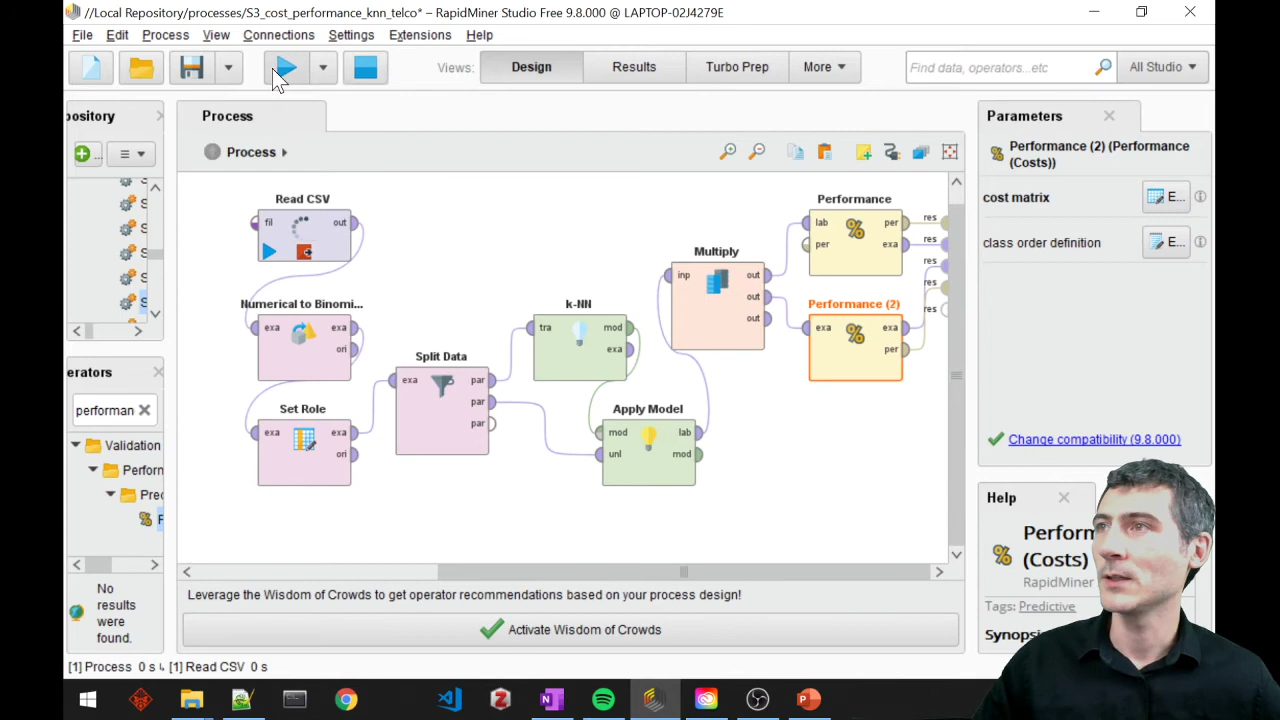 //Local Repository/processes/S3_cost_performance_knn_telco* – RapidMiner Studio Free 9.8.000 @ LAPTOP-02J4279E
File Edit Process View Connections Settings Extensions Help
Views: Design Results Turbo Prep More Find data, operators...etc All Studio
pository
Process
Parameters
Process
Performance (2) (Performance (Costs))
cost matrix E...
class order definition E...
Read CSV
fil out
Numerical to Binomi...
exa exa
ori
Set Role
exa exa
ori
Split Data
exa par
par
par
k-NN
tra mod
exa
Apply Model
mod lab
unl mod
Multiply
inp out
out
out
Performance
lab per
per exa
Performance (2)
exa exa
per
res
res
res
res
res
erators
performan
Validation
Perforn
Prec
F
No results were found.
Change compatibility (9.8.000)
Help
Perform
(Costs)
RapidMiner
Tags: Predictive
Synops
Leverage the Wisdom of Crowds to get operator recommendations based on your process design!
Activate Wisdom of Crowds
[1] Process 0 s ↳ [1] Read CSV 0 s